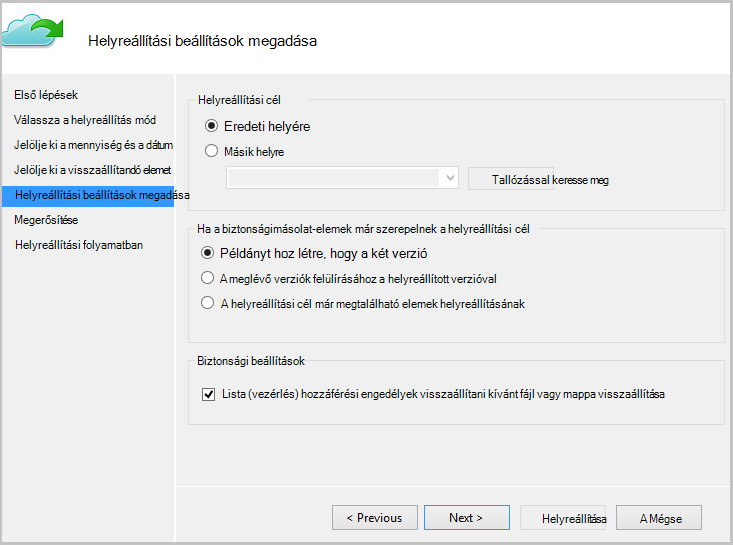 Helyreállítási beállítások megadása
Első lépések
Válassza a helyreállítás mód
Jelölje ki a mennyiség és a dátum
Jelölje ki a visszaállítandó elemet
Helyreállítási beállítások megadása
Megerősítése
Helyreállítási folyamatban
Helyreállítási cél
Eredeti helyére
Másik helyre
Tallózással keresse meg
Ha a biztonságimásolat-elemek már szerepelnek a helyreállítási cél
Példányt hoz létre, hogy a két verzió
A meglévő verziók felülírásához a helyreállított verzióval
A helyreállítási cél már megtalálható elemek helyreállításának
Biztonsági beállítások
Lista (vezérlés) hozzáférési engedélyek visszaállítani kívánt fájl vagy mappa visszaállítása
< Previous
Next >
Helyreállítása
A Mégse